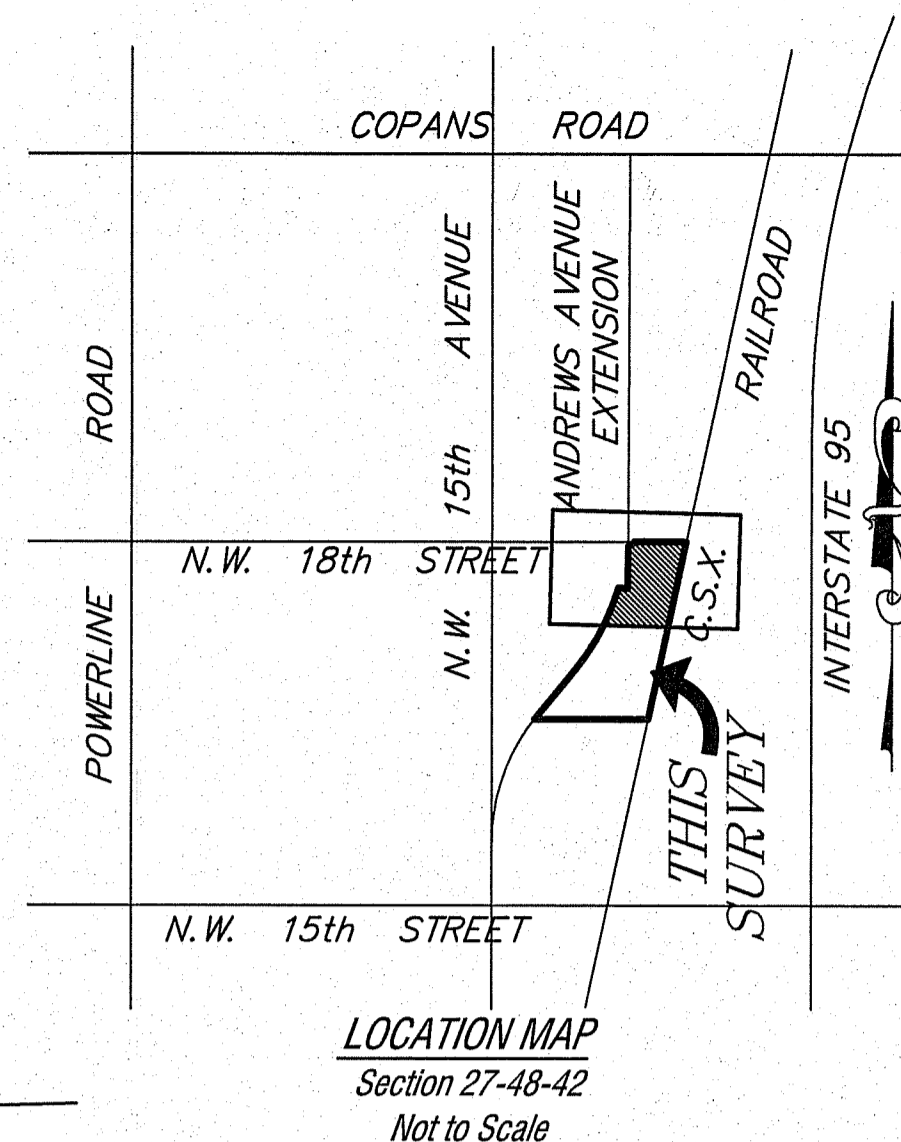 COPANS ROAD
ANDREWS AVENUE
EXTENSION
N.W. 15th AVENUE
POWERLINE ROAD
RAILROAD
C.S.X.
INTERSTATE 95
N.W. 18th STREET
THIS
SURVEY
N.W. 15th STREET
LOCATION MAP
Section 27-48-42
Not to Scale